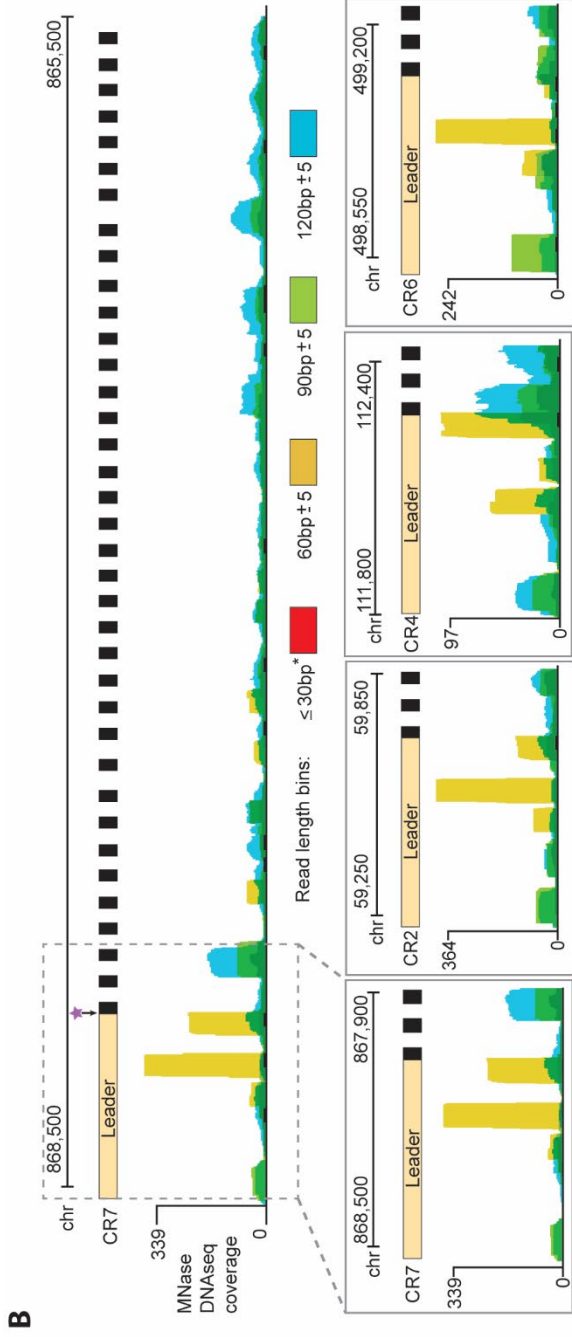 B
chr
868,500
865,500
CR7
Leader
339
0
MNase
DNAseq
coverage
Read length bins:
≤ 30bp*
60bp ± 5
90bp ± 5
120bp ± 5
868,500
867,900
chr
CR7
Leader
339
0
59,250
59,850
chr
CR2
Leader
364
0
111,800
112,400
chr
CR4
Leader
97
0
498,550
499,200
chr
CR6
Leader
242
0